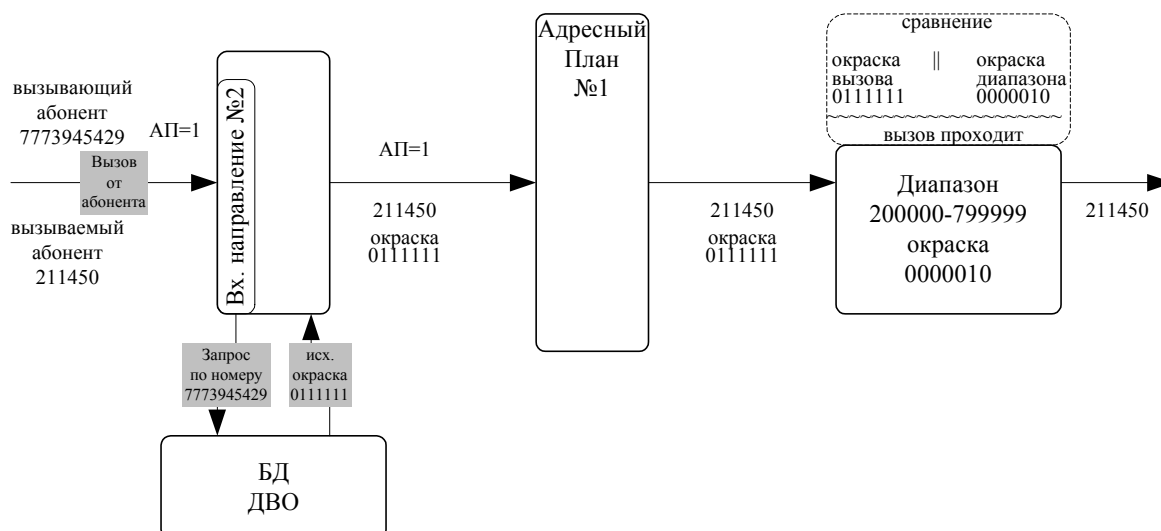 вызывающий
абонент
7773945429
АП=1
Вызов
от
абонента
вызываемый
абонент
211450
Вх. направление №2
Запрос
по номеру
7773945429
исх.
окраска
0111111
БД
ДВО
АП=1
211450
окраска
0111111
Адресный
План
№1
211450
окраска
0111111
сравнение
окраска || окраска
вызова диапазона
0111111 0000010
вызов проходит
Диапазон
200000-799999
окраска
0000010
211450